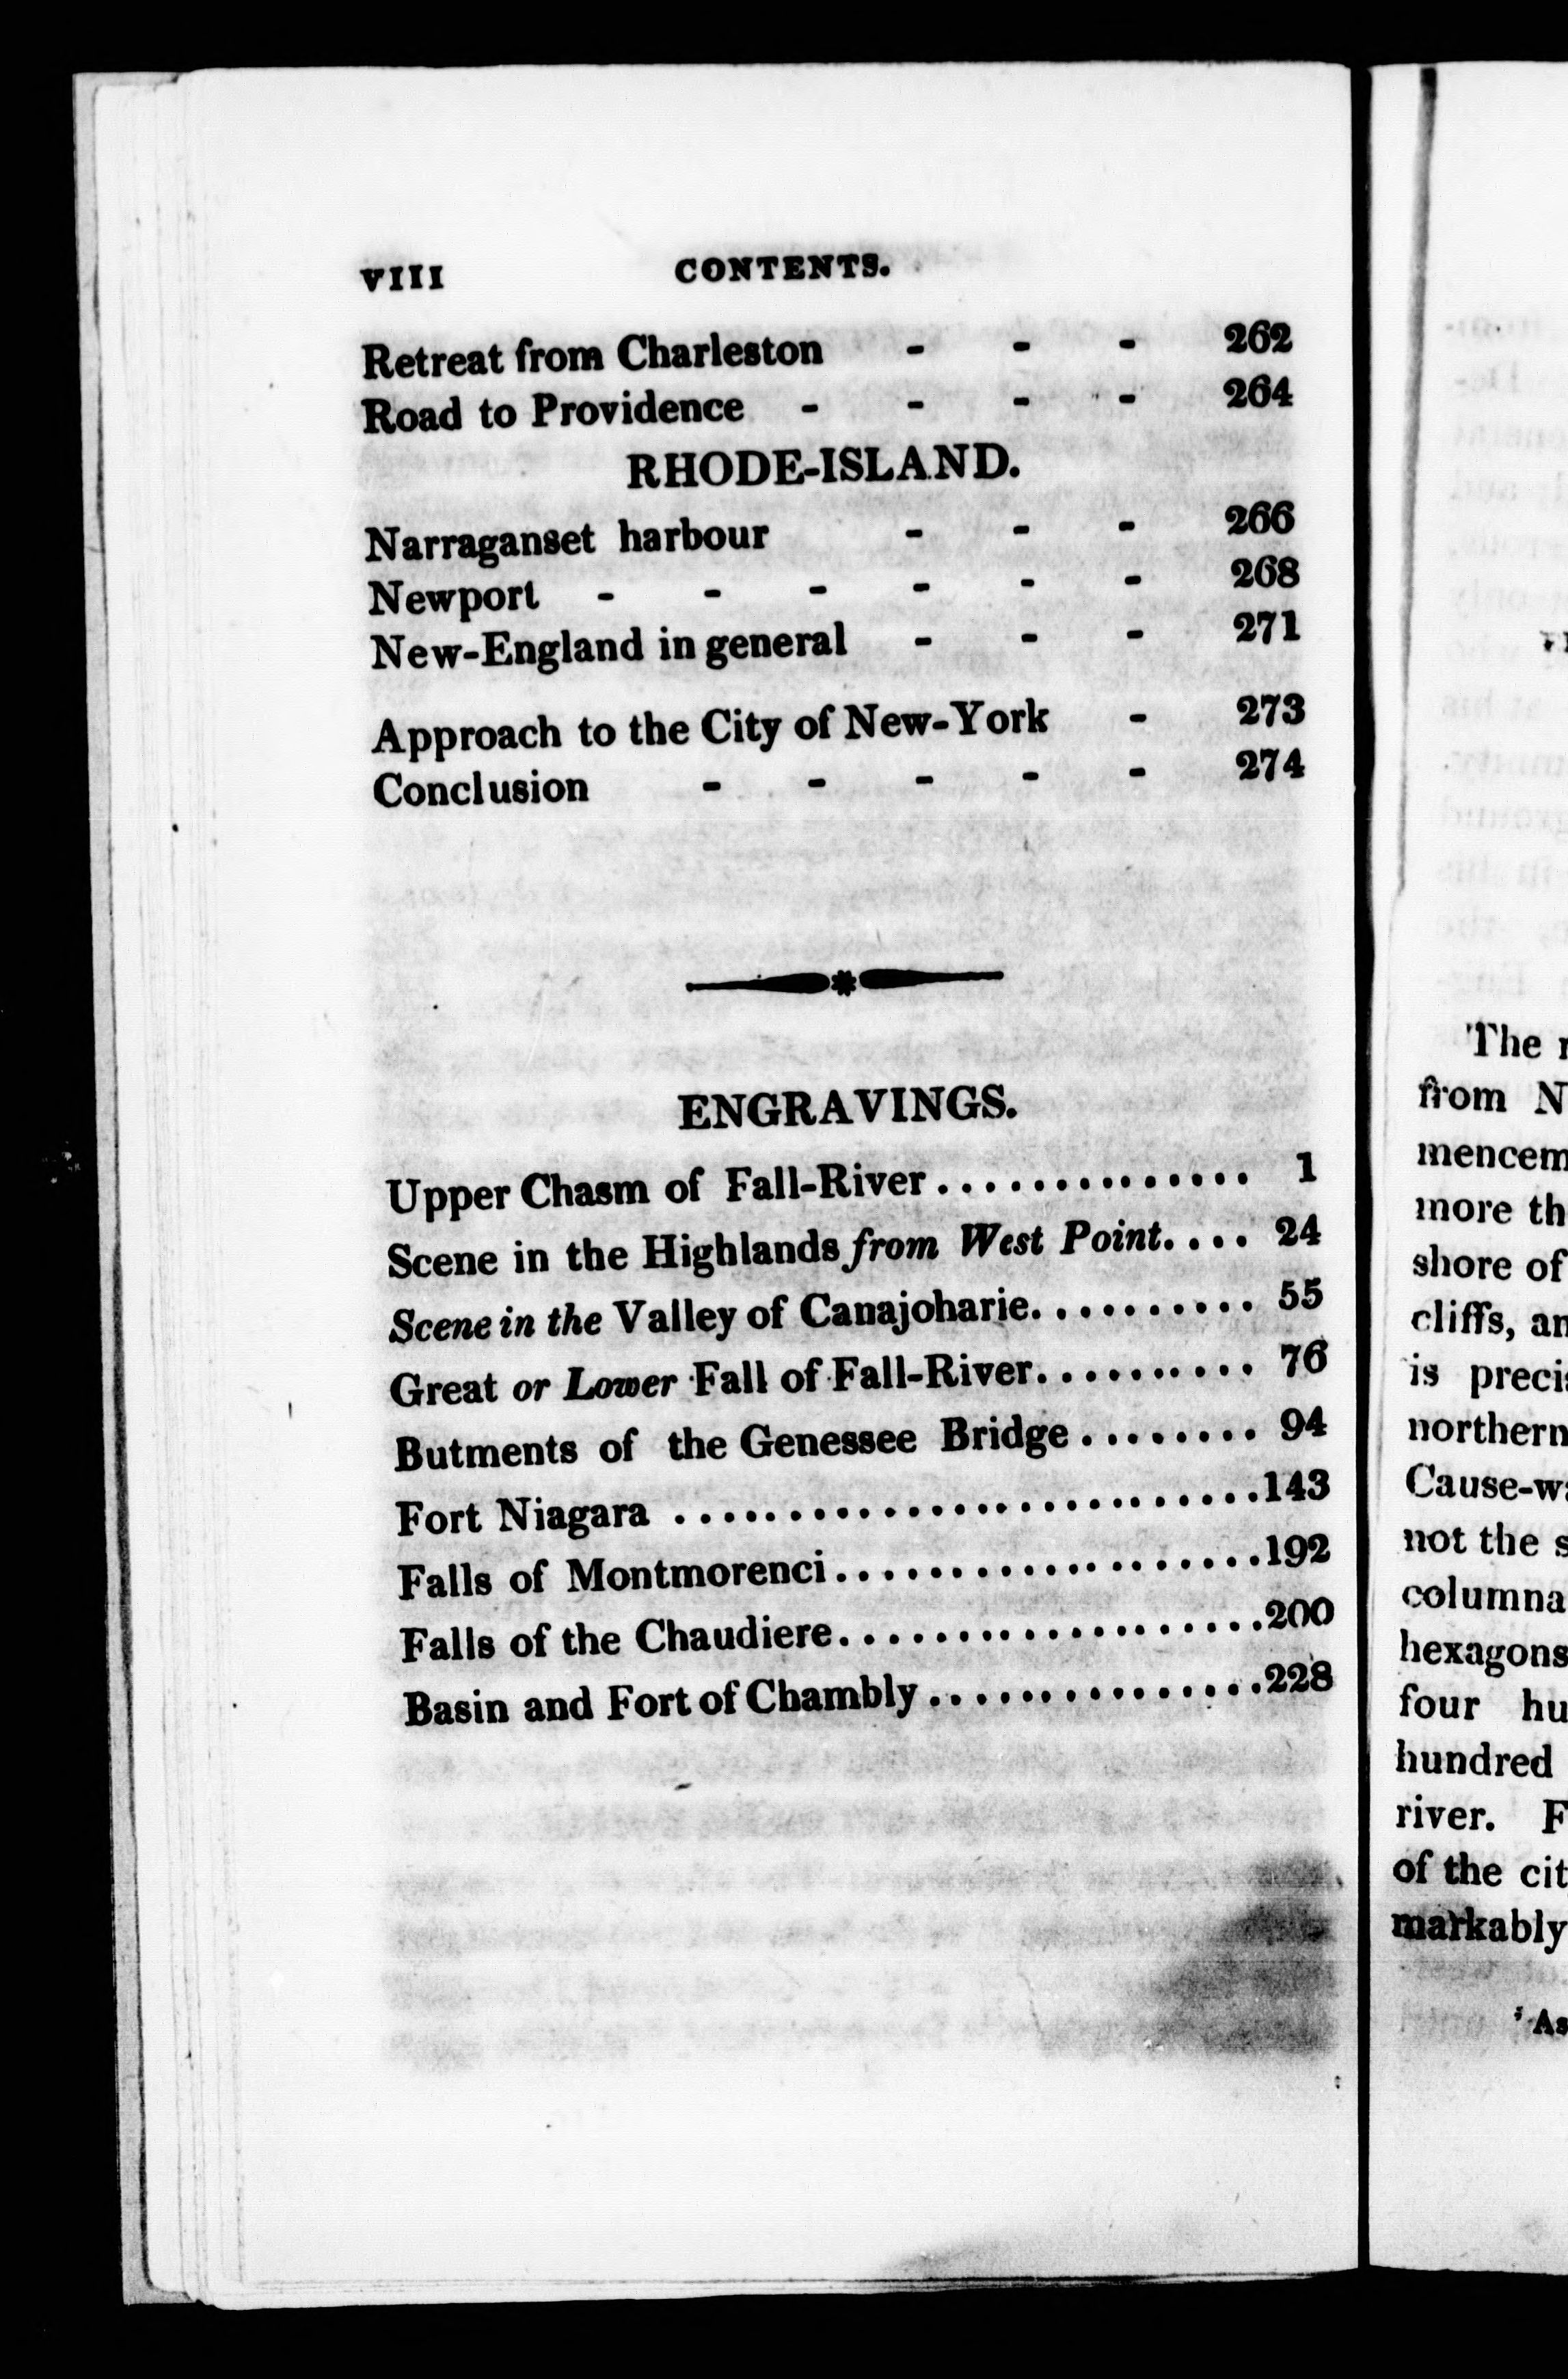 VIII CONTENTS.
Retreat from Charleston - - - 262
Road to Providence - - - - 264
RHODE-ISLAND.
Narraganset harbour - - - 266
Newport - - - - - - 268
New-England in general - - - 271
Approach to the City of New-York - 273
Conclusion - - - - - 274
ENGRAVINGS.
Upper Chasm of Fall-River.............. 1
Scene in the Highlands from West Point.... 24
Scene in the Valley of Canajoharie.......... 55
Great or Lower Fall of Fall-River.......... 76
Butments of the Genessee Bridge........ 94
Fort Niagara ..........................143
Falls of Montmorenci...................192
Falls of the Chaudiere...................200
Basin and Fort of Chambly...............228
The
from N
mencem
more th
shore of
cliffs, an
is preci
northern
Cause-w
not the s
columna
hexagons
four hu
hundred
river. F
of the cit
markably
As